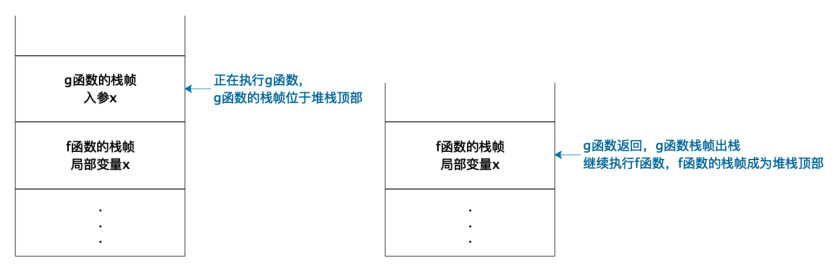 g函数的栈帧
入参x
正在执行g函数，
g函数的栈帧位于堆栈顶部
f函数的栈帧
局部变量x
.
.
.
f函数的栈帧
局部变量x
g函数返回，g函数栈帧出栈
继续执行f函数，f函数的栈帧成为堆栈顶部
.
.
.